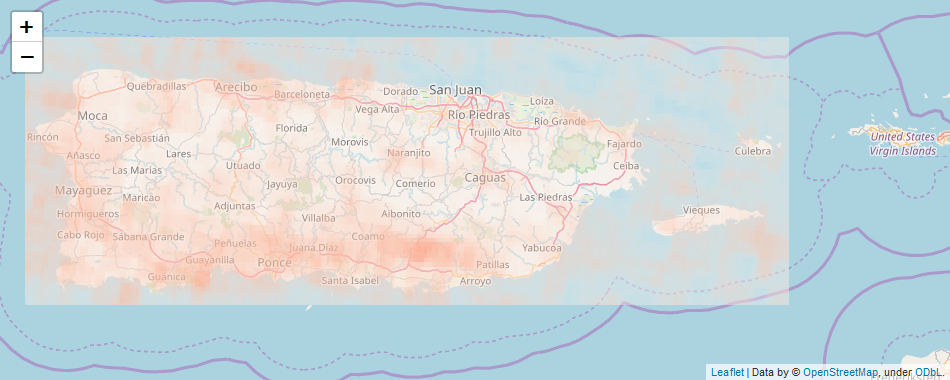 +
−
Quebradillas
Arecibo
Barceloneta
Dorado
San Juan
Loíza
Moca
Vega Alta
Río Piedras
Río Grande
Rincón
San Sebastián
Florida
Morovis
Trujillo Alto
Fajardo
United States
Virgin Islands
Añasco
Lares
Naranjito
Culebra
Las Marías
Utuado
Ceiba
Mayagüez
Maricao
Jayuya
Orocovis
Comerio
Caguas
Las Piedras
Hormigueros
Adjuntas
Villalba
Aibonito
Vieques
Cabo Rojo
Sábana Grande
Peñuelas
Juana Díaz
Coamo
Yabucoa
Guayanilla
Ponce
Patillas
Guánica
Santa Isabel
Arroyo
Leaflet | Data by © OpenStreetMap, under ODbL.